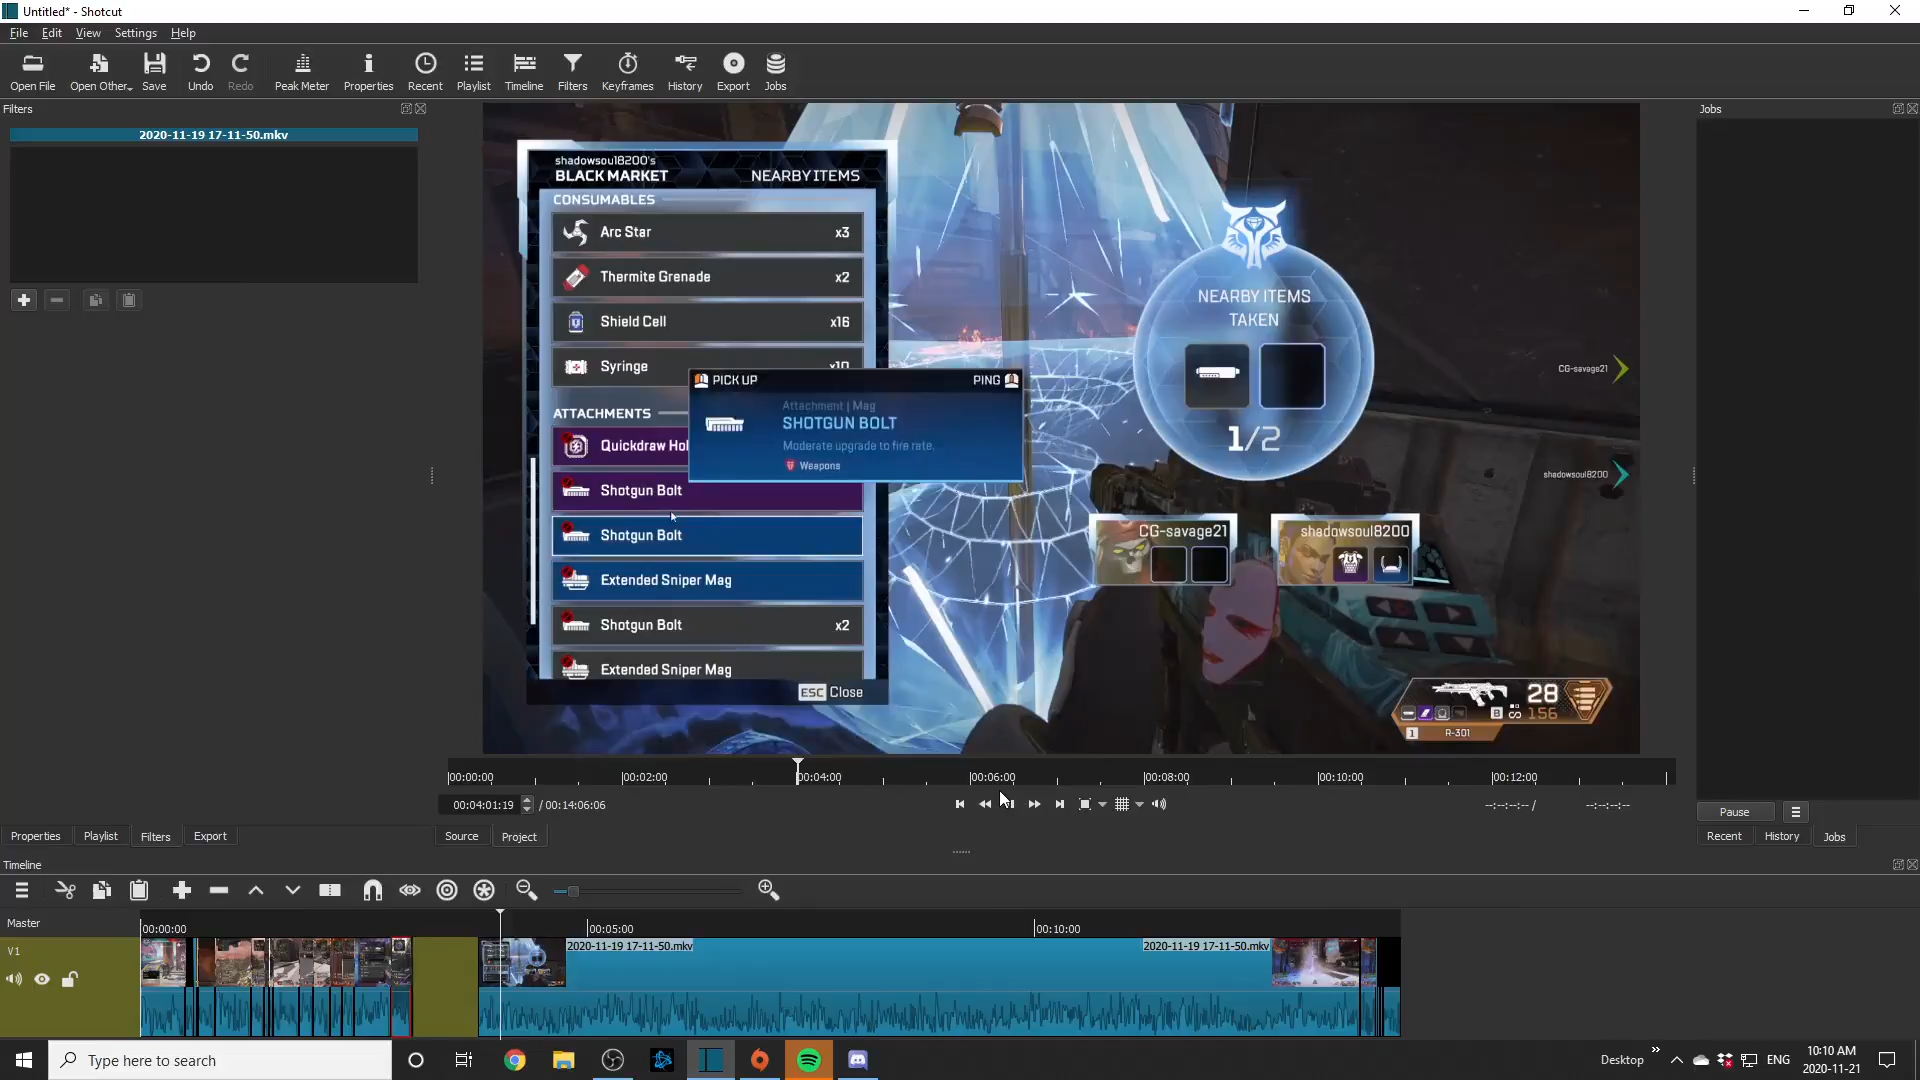 Untitled* - Shotcut
File Edit View Settings Help
Open File Open Other... Save Undo Redo Peak Meter Properties Recent Playlist Timeline Filters Keyframes History Export Jobs
Filters
2020-11-19 17-11-50.mkv
Jobs
shadowsoul8200's
BLACK MARKET NEARBY ITEMS
CONSUMABLES
Arc Star x3
Thermite Grenade x2
Shield Cell x16
Syringe x10
ATTACHMENTS
Quickdraw Hol
Shotgun Bolt
Shotgun Bolt
Extended Sniper Mag
Shotgun Bolt x2
Extended Sniper Mag
ESC Close
PICK UP PING
Attachment | Mag
SHOTGUN BOLT
Moderate upgrade to fire rate.
Weapons
NEARBY ITEMS
TAKEN
1/2
CG-savage21
shadowsoul8200
CG-savage21
shadowsoul8200
28
B 156
1 R-301
00:00:00 00:02:00 00:04:00 00:06:00 00:08:00 00:10:00 00:12:00
00:04:01:19 / 00:14:06:06
--:--:--:-- / --:--:--:--
Pause
Properties Playlist Filters Export
Source Project
Recent History Jobs
Timeline
Master
00:00:00 00:05:00 00:10:00
V1
2020-11-19 17-11-50.mkv
2020-11-19 17-11-50.mkv
Type here to search
Desktop » ENG
10:10 AM
2020-11-21